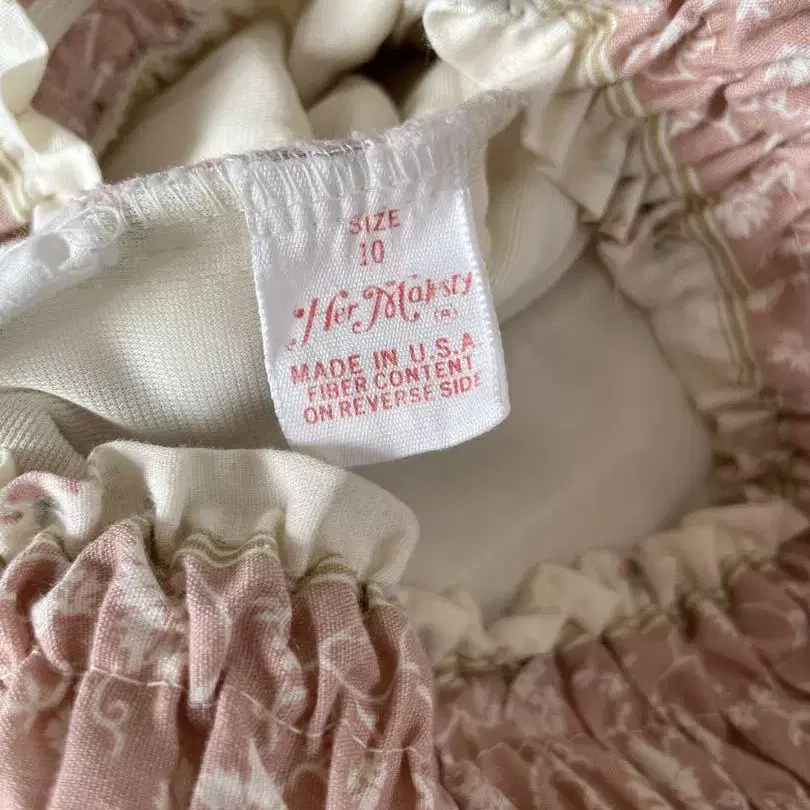 SIZE
10
Her Majesty
(R)
MADE IN U.S.A
FIBER CONTENT
ON REVERSE SIDE